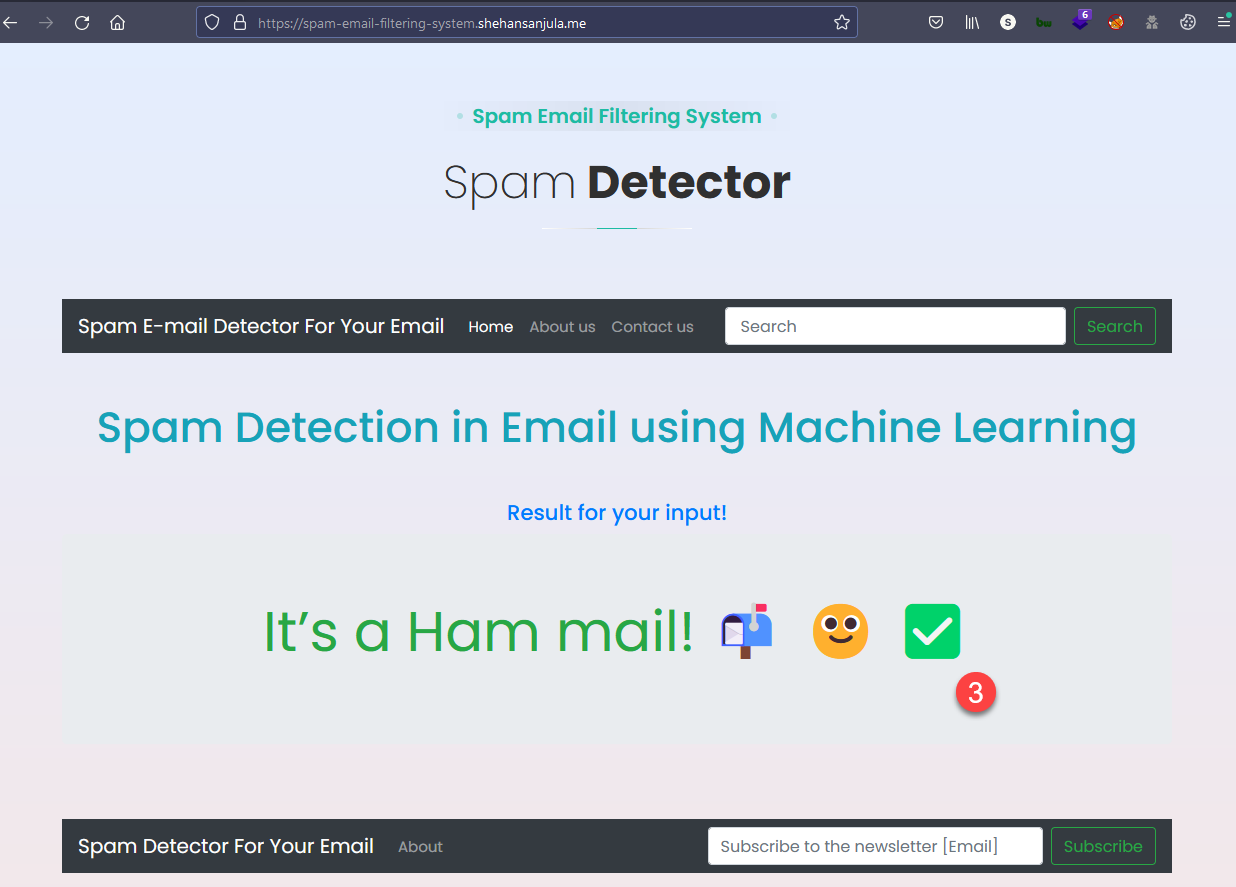 https://spam-email-filtering-system.shehansanjula.me
S
bw
6
Spam Email Filtering System
Spam Detector
Spam E-mail Detector For Your Email Home About us Contact us Search Search
Spam Detection in Email using Machine Learning
Result for your input!
It’s a Ham mail!
3
Spam Detector For Your Email About Subscribe to the newsletter [Email] Subscribe